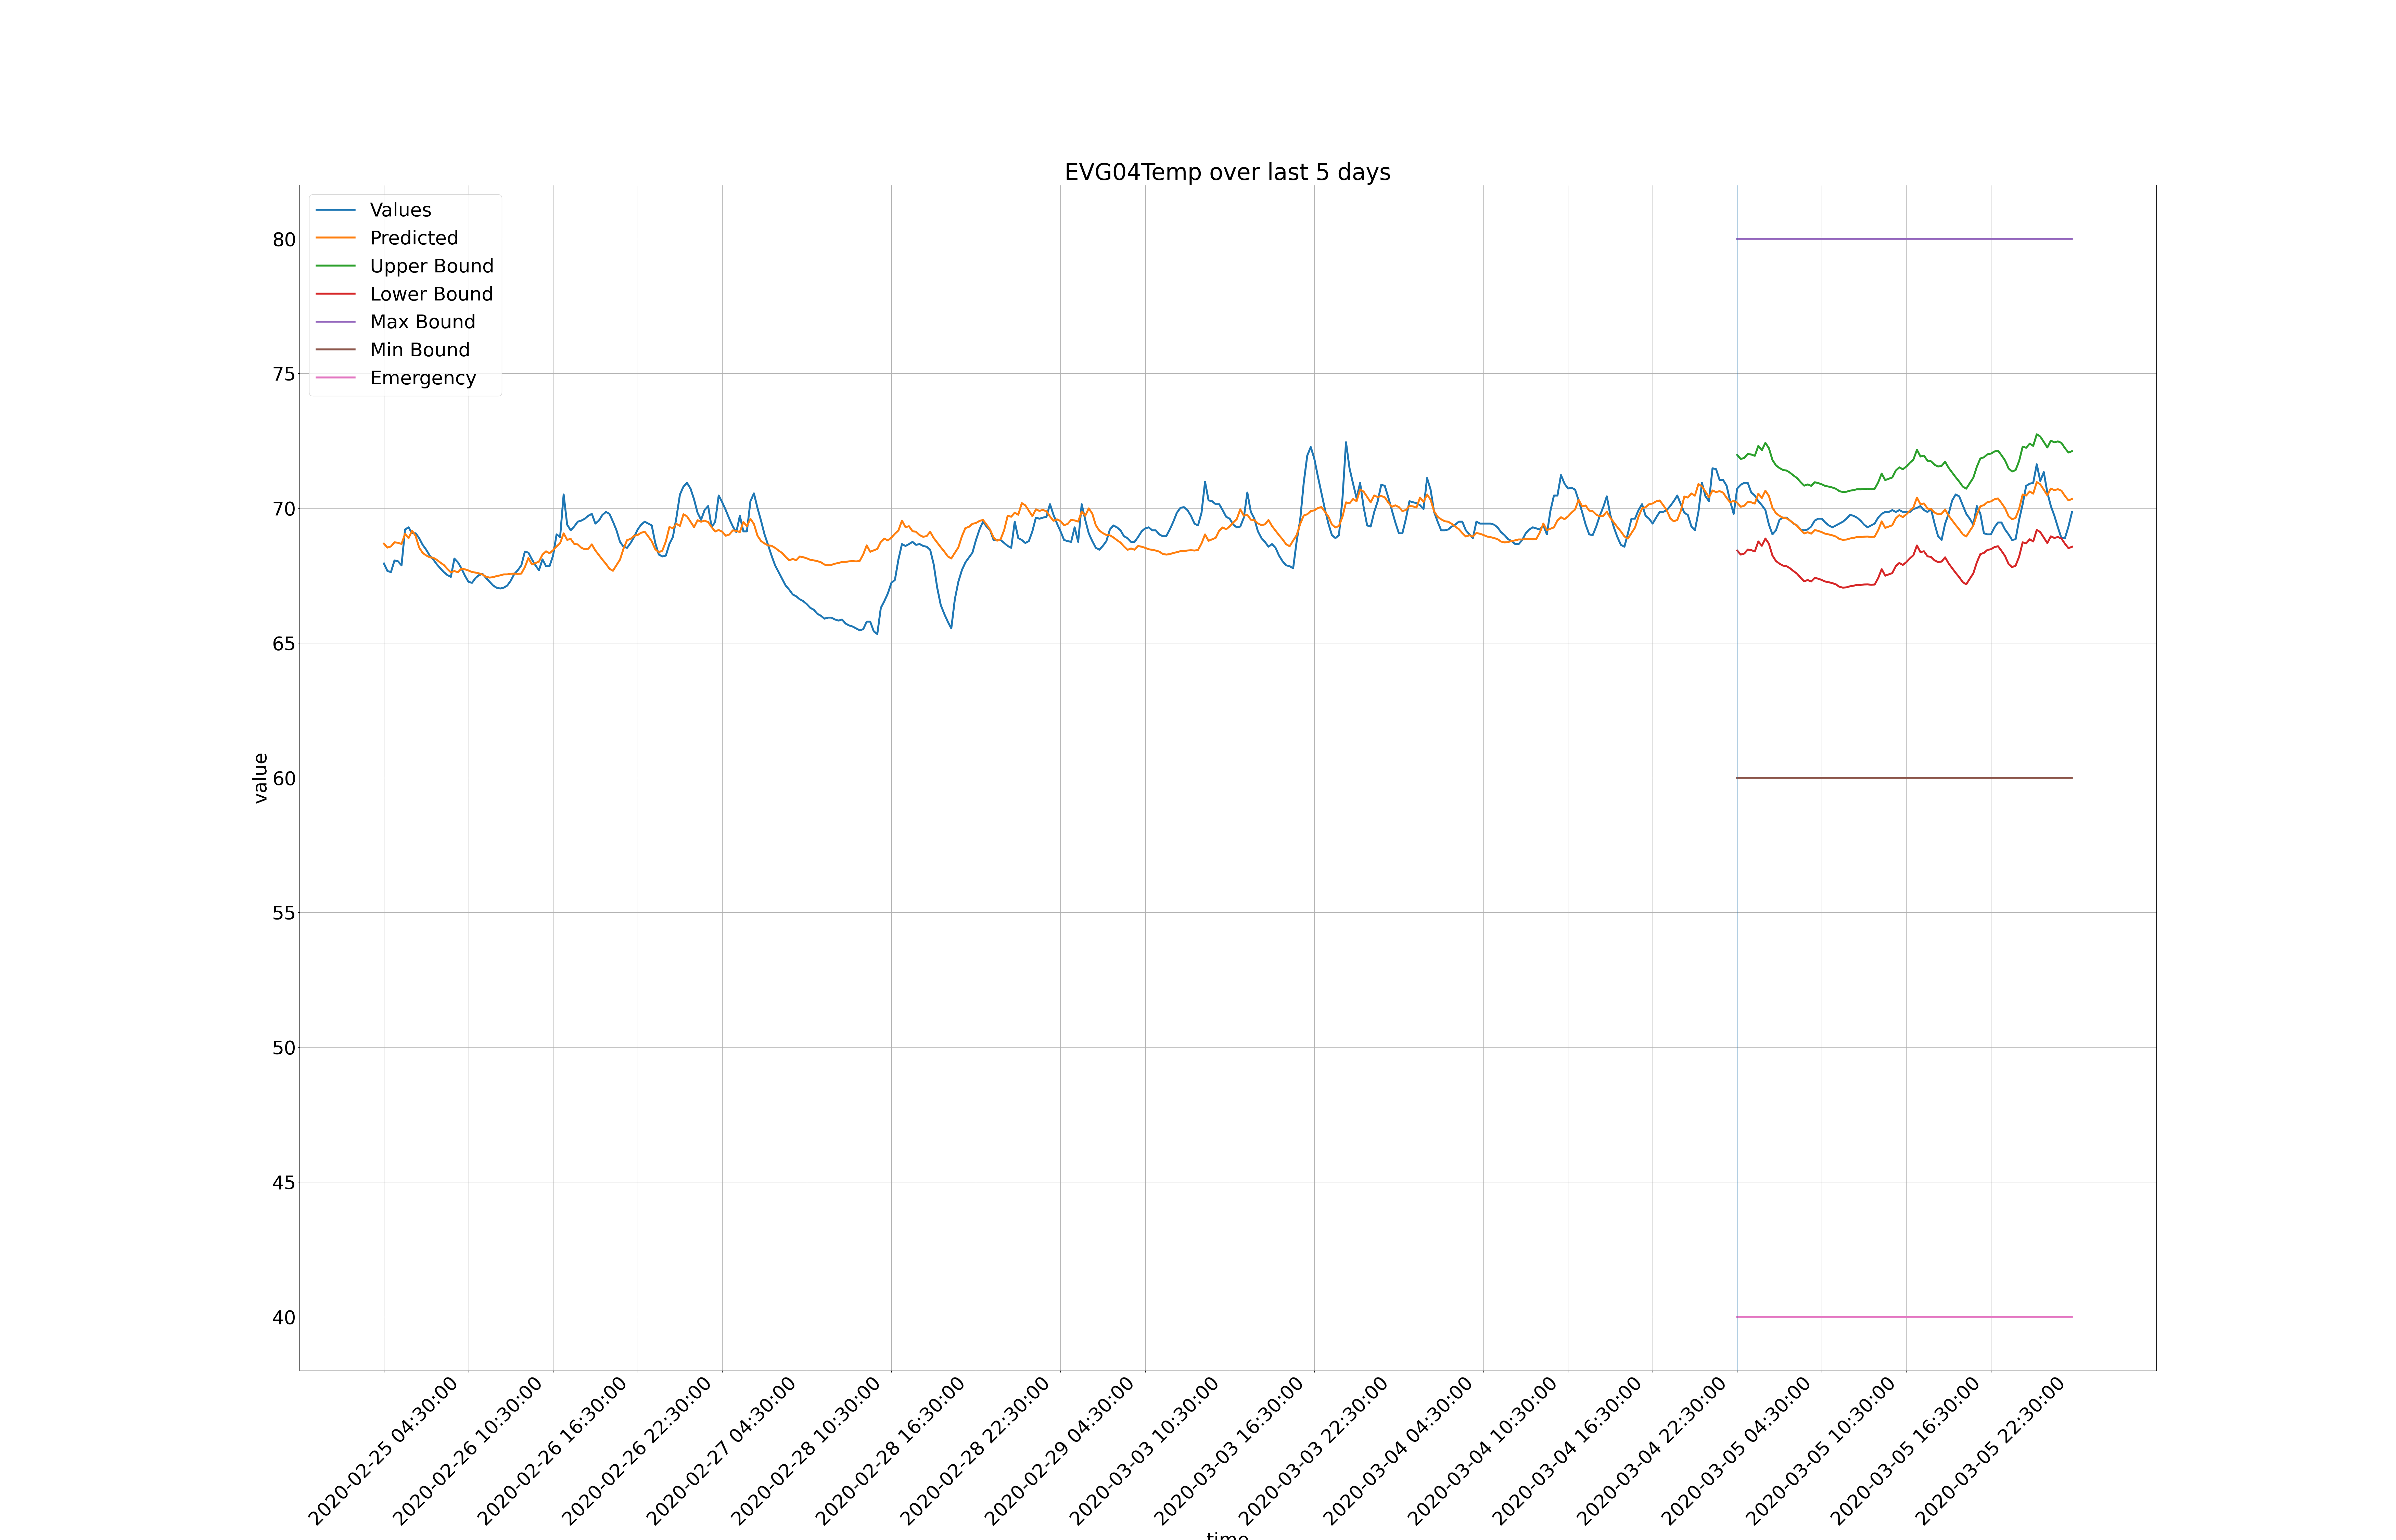 EVG04Temp over last 5 days
Values
Predicted
Upper Bound
Lower Bound
Max Bound
Min Bound
Emergency
80
75
70
65
60
55
50
45
40
value
2020-02-25 04:30:00
2020-02-26 10:30:00
2020-02-26 16:30:00
2020-02-26 22:30:00
2020-02-27 04:30:00
2020-02-28 10:30:00
2020-02-28 16:30:00
2020-02-28 22:30:00
2020-02-29 04:30:00
2020-03-03 10:30:00
2020-03-03 16:30:00
2020-03-03 22:30:00
2020-03-04 04:30:00
2020-03-04 10:30:00
2020-03-04 16:30:00
2020-03-04 22:30:00
2020-03-05 04:30:00
2020-03-05 10:30:00
2020-03-05 16:30:00
2020-03-05 22:30:00
time